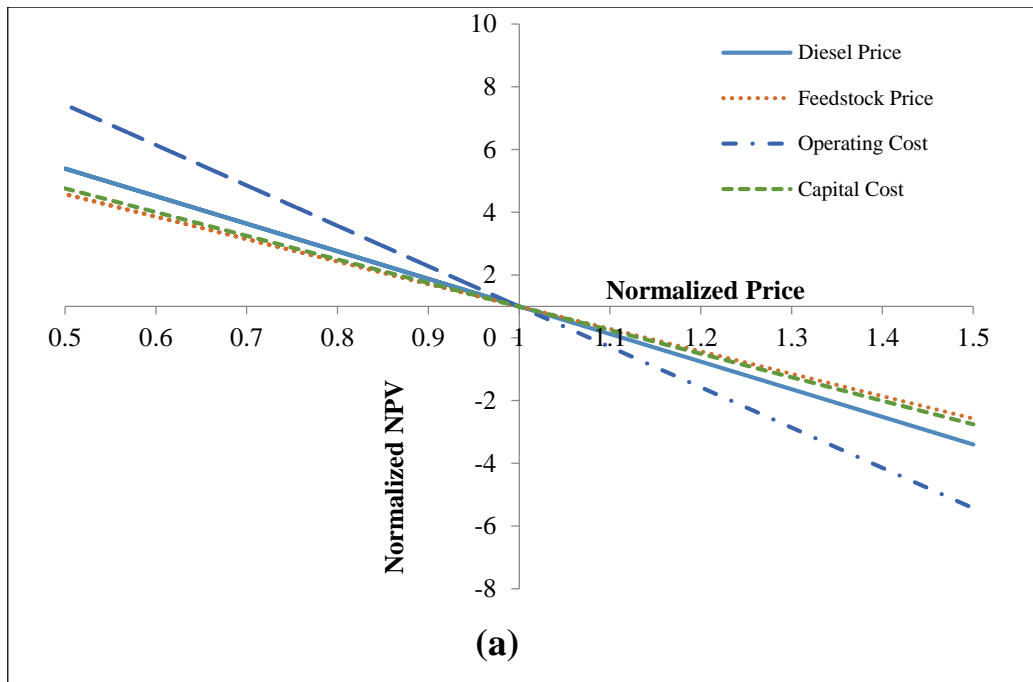 10
8
6
4
2
0
-2
-4
-6
-8
0.5 0.6 0.7 0.8 0.9 1 1.1 1.2 1.3 1.4 1.5
Normalized Price
Normalized NPV
Diesel Price
Feedstock Price
Operating Cost
Capital Cost
(a)